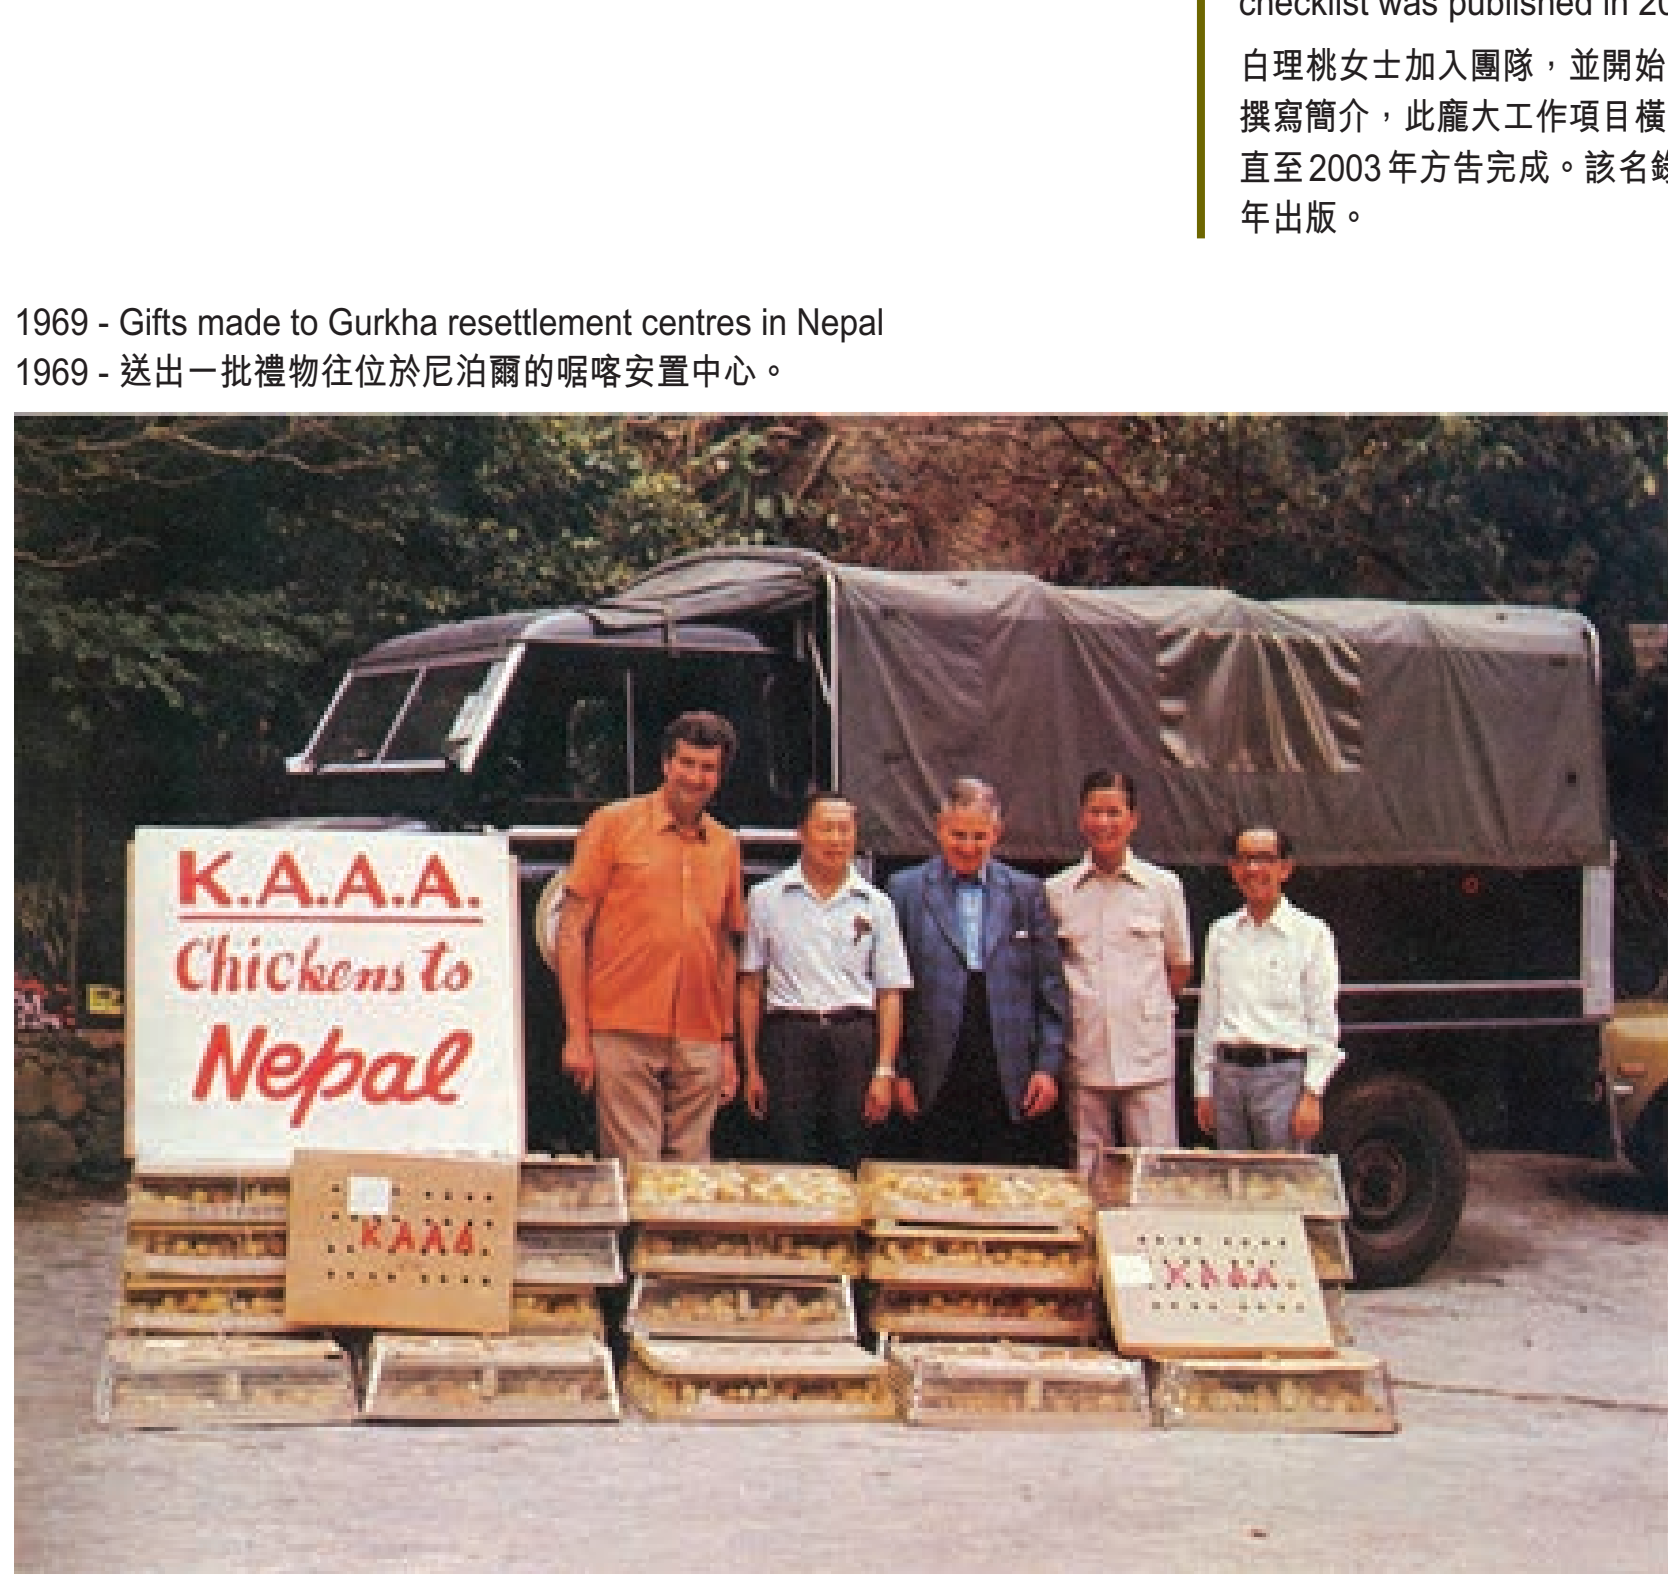 checklist was published in 20
白理桃女士加入團隊，並開始
撰寫簡介，此龐大工作項目橫
直至2003年方告完成。該名錄
年出版。
1969 - Gifts made to Gurkha resettlement centres in Nepal
1969 - 送出一批禮物往位於尼泊爾的啹喀安置中心。
K.A.A.A.
Chickens to
Nepal
KAAA
KAAA